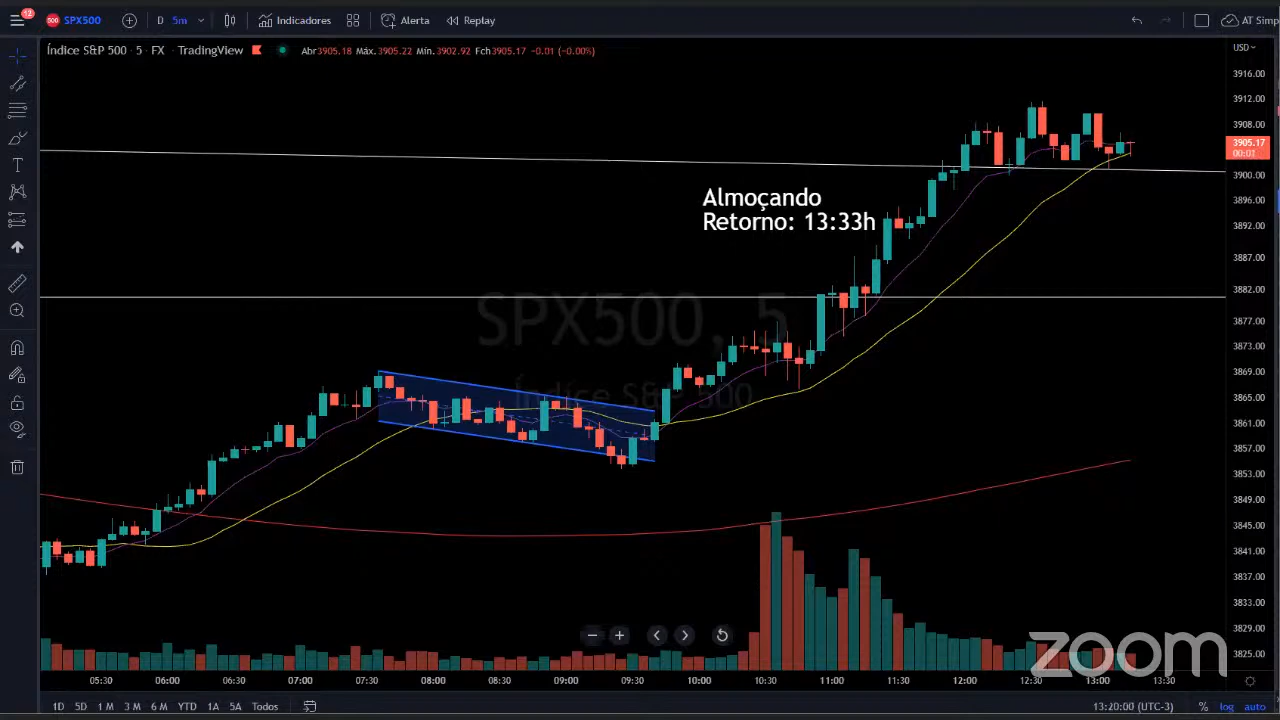 12
500
SPX500
D
5m
Indicadores
Alerta
Replay
AT Simp
Índice S&P 500 · 5 · FX · TradingView
Abr3905.18 Máx.3905.22 Mín.3902.92 Fch3905.17 -0.01 (-0.00%)
USD
3916.00
3912.00
3908.00
3905.17
00:01
3900.00
3896.00
3892.00
3887.00
3882.00
3877.00
3873.00
3869.00
3865.00
3861.00
3857.00
3853.00
3849.00
3845.00
3841.00
3837.00
3833.00
3829.00
3825.00
Almoçando
Retorno: 13:33h
SPX500, 5
Índice S&P 500
zoom
05:30 06:00 06:30 07:00 07:30 08:00 08:30 09:00 09:30 10:00 10:30 11:00 11:30 12:00 12:30 13:00 13:30
1D 5D 1M 3M 6M YTD 1A 5A Todos
13:20:00 (UTC-3) % log auto